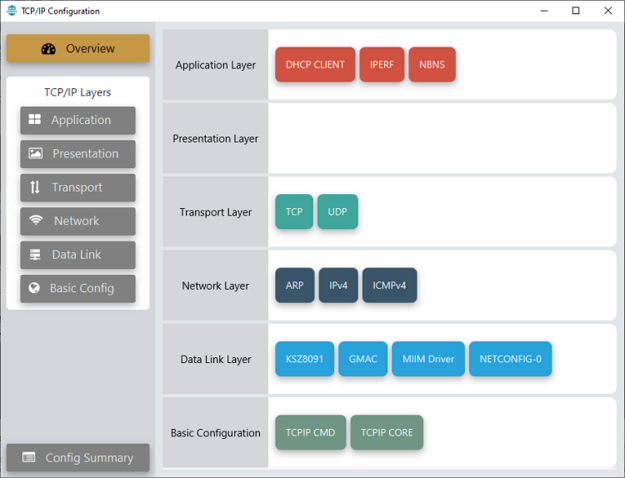 TCP/IP Configuration
Overview
TCP/IP Layers
Application
Presentation
Transport
Network
Data Link
Basic Config
Config Summary
Application Layer
DHCP CLIENT
IPERF
NBNS
Presentation Layer
Transport Layer
TCP
UDP
Network Layer
ARP
IPv4
ICMPv4
Data Link Layer
KSZ8091
GMAC
MIIM Driver
NETCONFIG-0
Basic Configuration
TCPIP CMD
TCPIP CORE